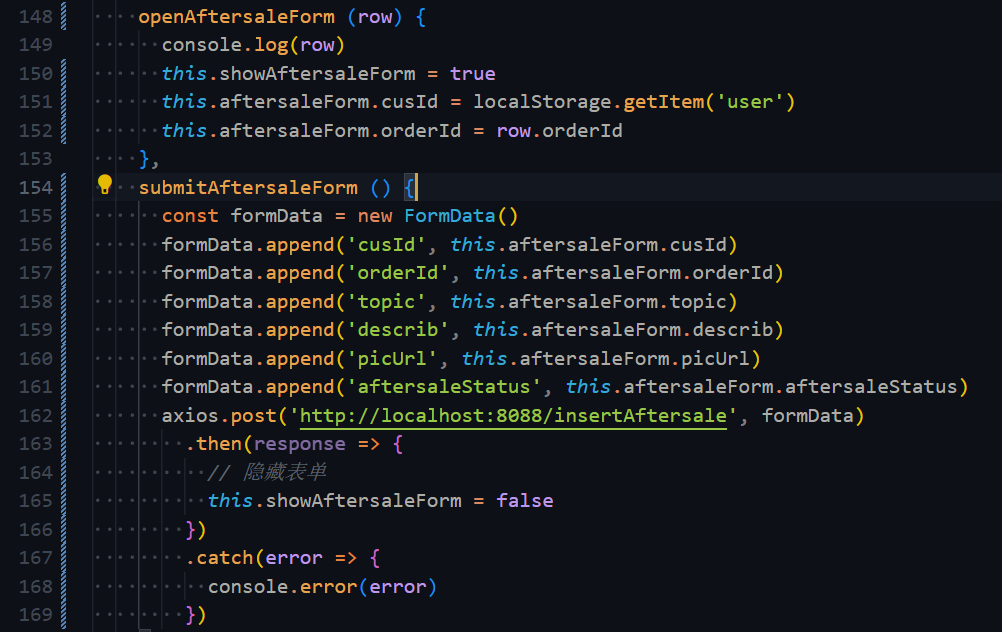 148 openAftersaleForm (row) {
149 console.log(row)
150 this.showAftersaleForm = true
151 this.aftersaleForm.cusId = localStorage.getItem('user')
152 this.aftersaleForm.orderId = row.orderId
153 },
154 submitAftersaleForm () {
155 const formData = new FormData()
156 formData.append('cusId', this.aftersaleForm.cusId)
157 formData.append('orderId', this.aftersaleForm.orderId)
158 formData.append('topic', this.aftersaleForm.topic)
159 formData.append('describ', this.aftersaleForm.describ)
160 formData.append('picUrl', this.aftersaleForm.picUrl)
161 formData.append('aftersaleStatus', this.aftersaleForm.aftersaleStatus)
162 axios.post('http://localhost:8088/insertAftersale', formData)
163 .then(response => {
164 // 隐藏表单
165 this.showAftersaleForm = false
166 })
167 .catch(error => {
168 console.error(error)
169 })